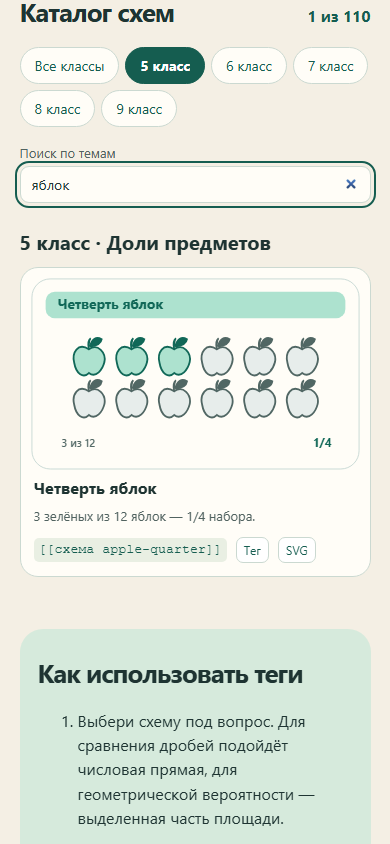 Каталог схем
1 из 110
Все классы
5 класс
6 класс
7 класс
8 класс
9 класс
Поиск по темам
яблок
×
5 класс · Доли предметов
Четверть яблок
3 из 12
1/4
Четверть яблок
3 зелёных из 12 яблок — 1/4 набора.
[[схема apple-quarter]]
Тег
SVG
Как использовать теги
1. Выбери схему под вопрос. Для
сравнения дробей подойдёт
числовая прямая, для
геометрической вероятности —
выделенная часть площади.